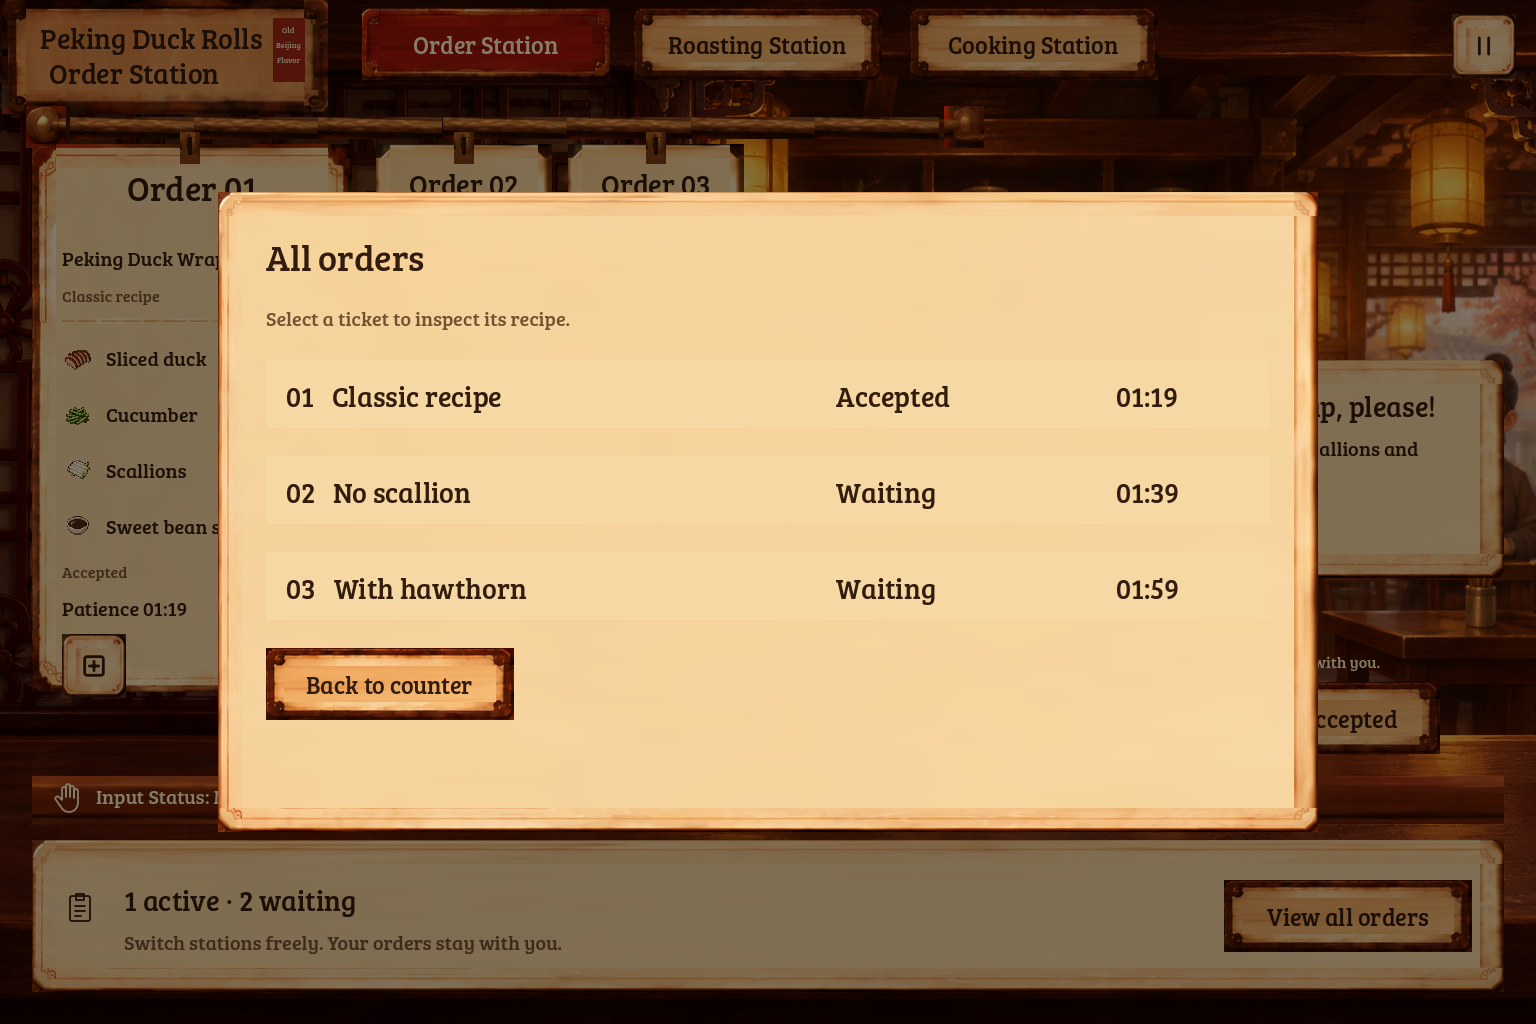 Peking Duck Rolls
Order Station
Old
Beijing
Flavor
Order Station
Roasting Station
Cooking Station
Order 01
Order 02
Order 03
Peking Duck Wrap
Classic recipe
Sliced duck
Cucumber
Scallions
Sweet bean s
Accepted
Patience 01:19
All orders
Select a ticket to inspect its recipe.
01 Classic recipe Accepted 01:19
02 No scallion Waiting 01:39
03 With hawthorn Waiting 01:59
Back to counter
p, please!
allions and
with you.
ccepted
Input Status:
1 active · 2 waiting
Switch stations freely. Your orders stay with you.
View all orders